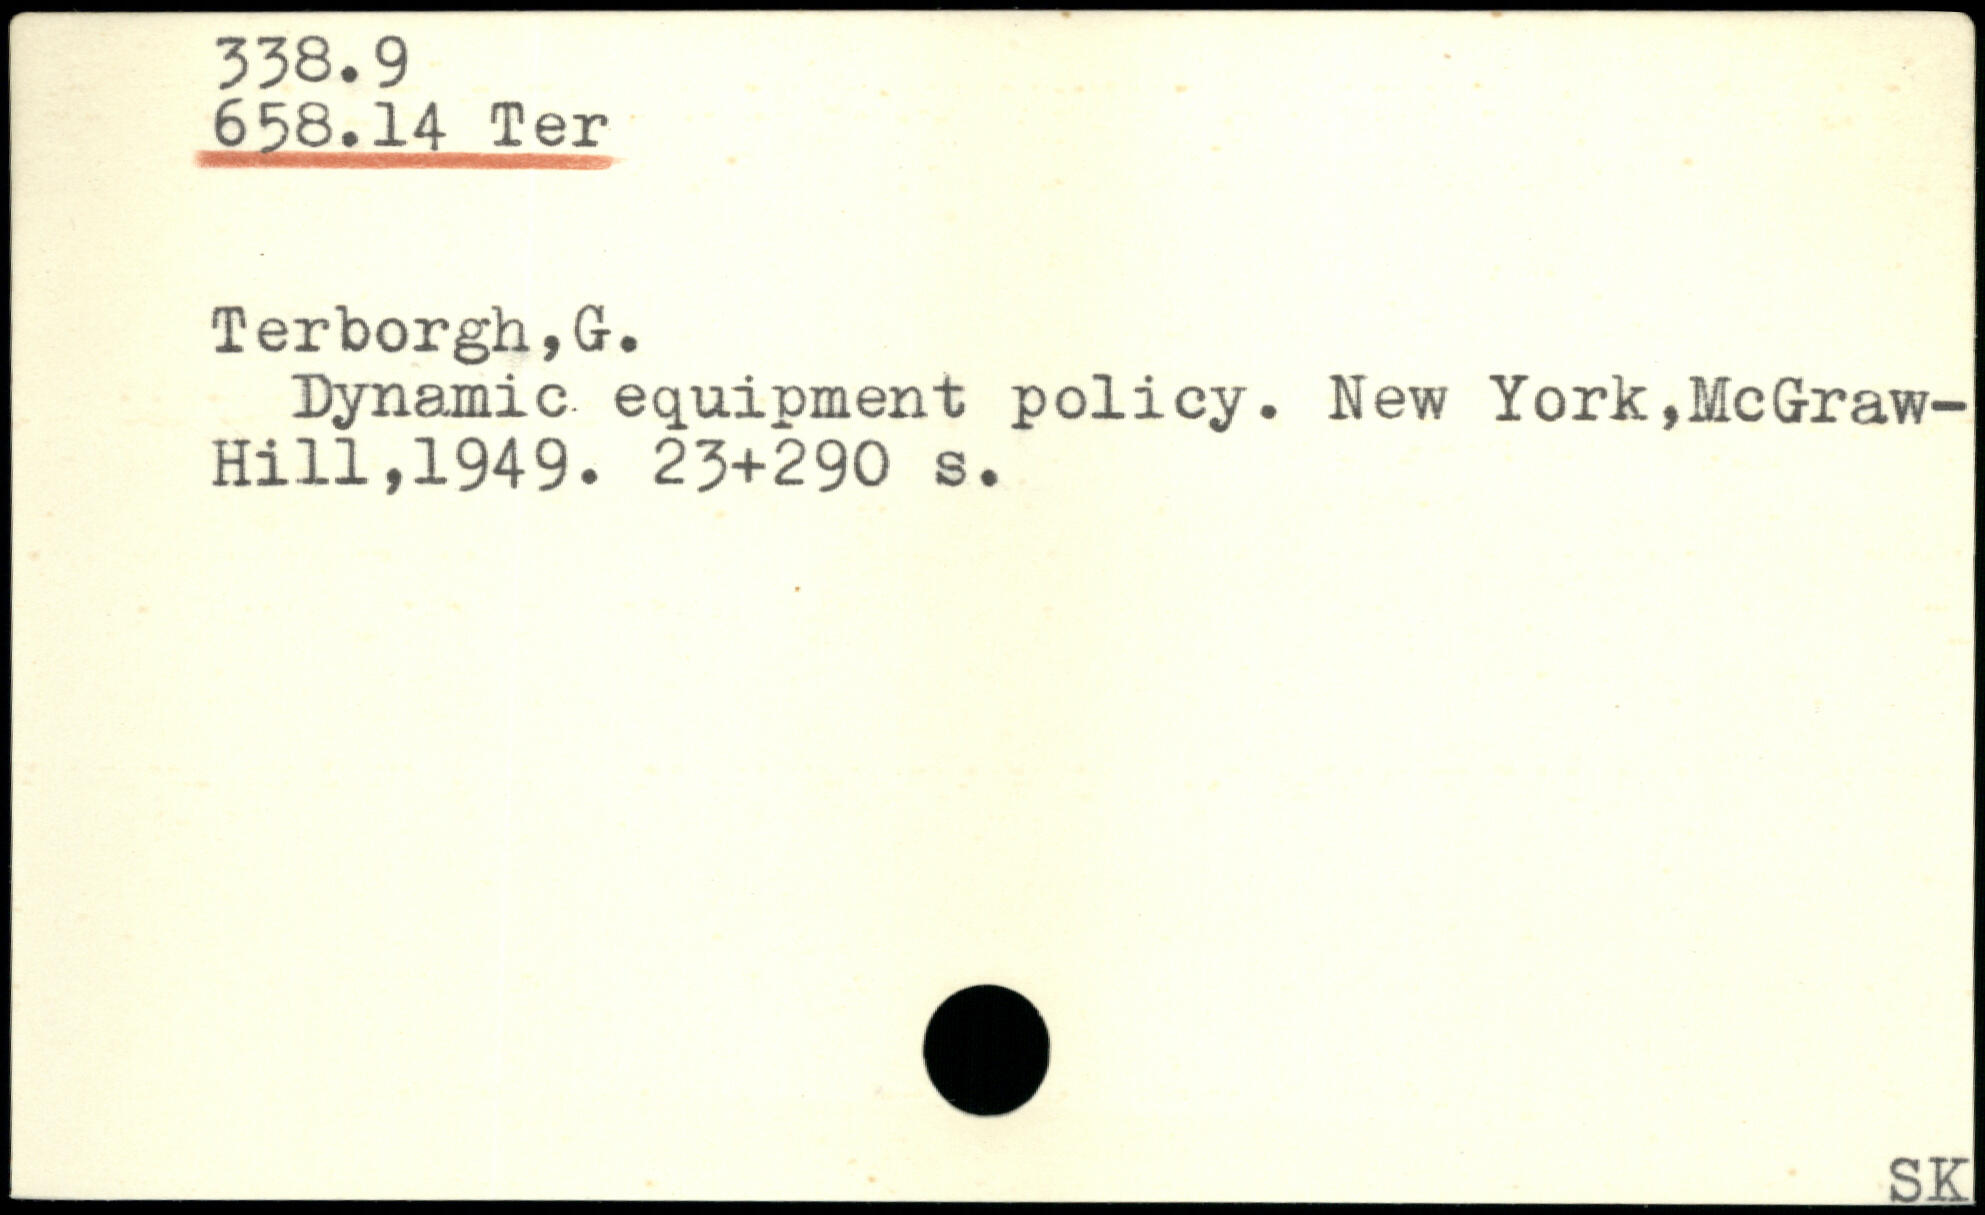 338.9
658.14 Ter
Terborgh,G.
Dynamic equipment policy. New York,McGraw-
Hill,1949. 23+290 s.
SK